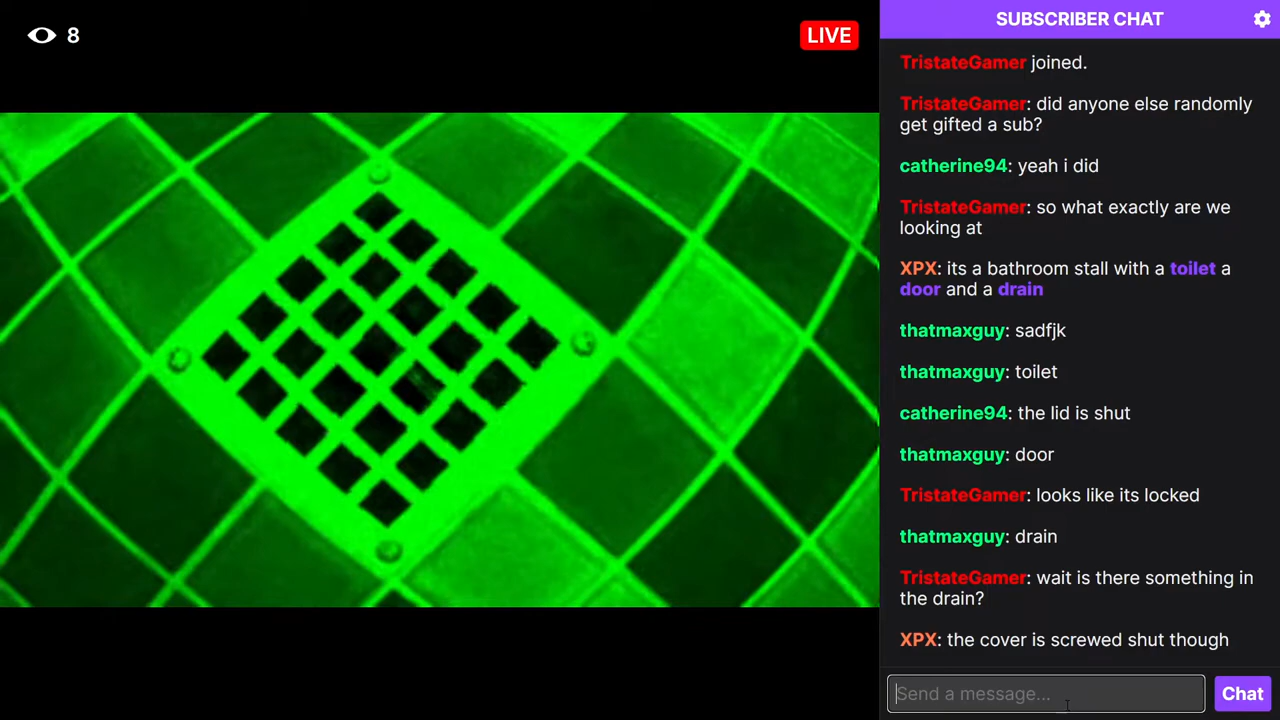 8
LIVE
SUBSCRIBER CHAT
TristateGamer joined.
TristateGamer: did anyone else randomly
get gifted a sub?
catherine94: yeah i did
TristateGamer: so what exactly are we
looking at
XPX: its a bathroom stall with a toilet a
door and a drain
thatmaxguy: sadfjk
thatmaxguy: toilet
catherine94: the lid is shut
thatmaxguy: door
TristateGamer: looks like its locked
thatmaxguy: drain
TristateGamer: wait is there something in
the drain?
XPX: the cover is screwed shut though
Send a message...
Chat